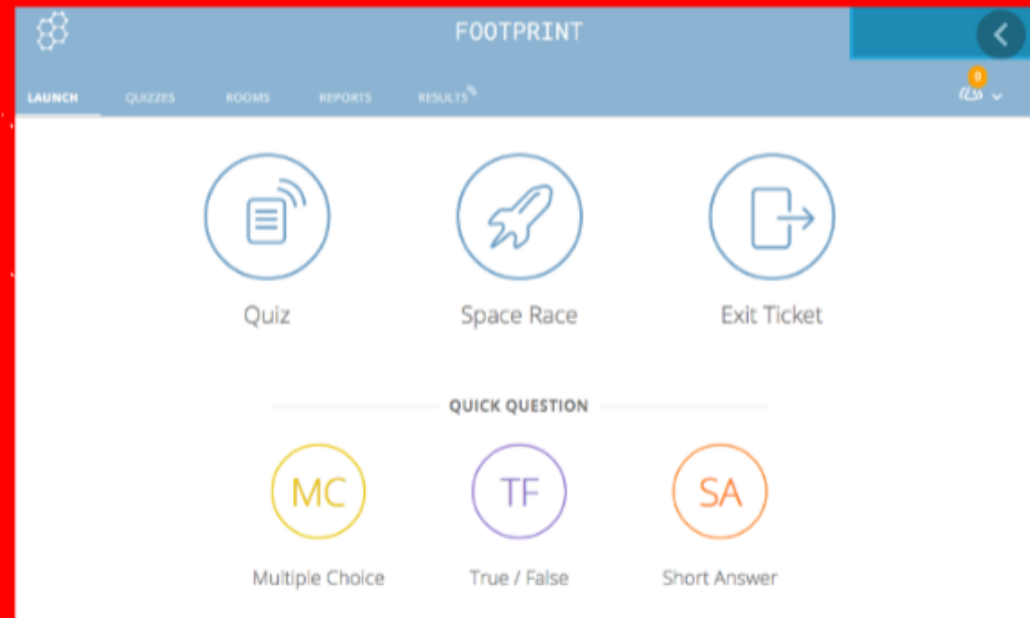 FOOTPRINT
0
LAUNCH QUIZZES ROOMS REPORTS RESULTS
Quiz Space Race Exit Ticket
QUICK QUESTION
MC TF SA
Multiple Choice True / False Short Answer